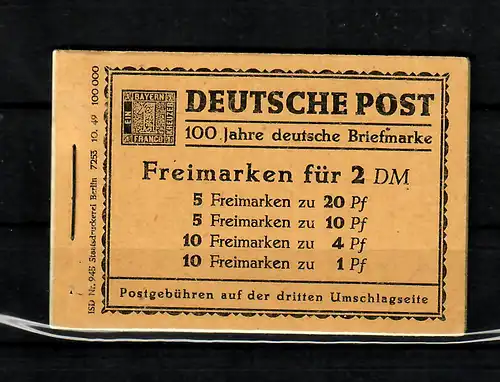 DEUTSCHE POST
100 Jahre deutsche Briefmarke
Freimarken für 2 DM
5 Freimarken zu 20 Pf
5 Freimarken zu 10 Pf
10 Freimarken zu 4 Pf
10 Freimarken zu 1 Pf
Postgebühren auf der dritten Umschlagseite
BAYERN
EIN
1
KREUZER
FRANCO
ISD Nr. 948 Staatsdruckerei Berlin 7253 10. 49 100 000